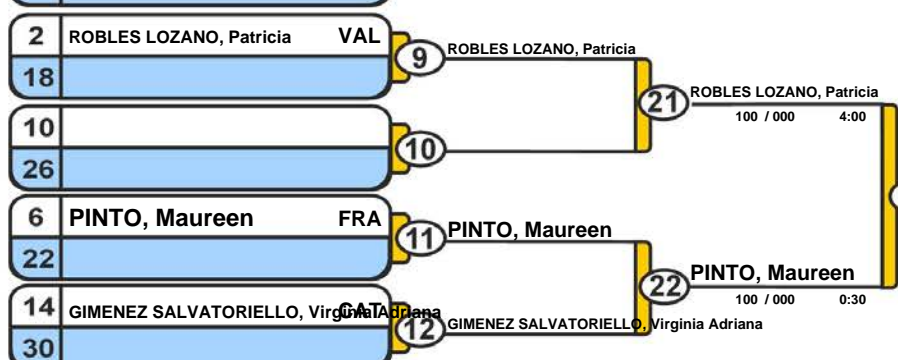 2 ROBLES LOZANO, Patricia VAL
18
9
ROBLES LOZANO, Patricia
10
26
10
21
ROBLES LOZANO, Patricia
100 / 000 4:00
6 PINTO, Maureen FRA
22
11
PINTO, Maureen
14 GIMENEZ SALVATORIELLO, Virginia Adriana CAT
30
12
GIMENEZ SALVATORIELLO, Virginia Adriana
22
PINTO, Maureen
100 / 000 0:30